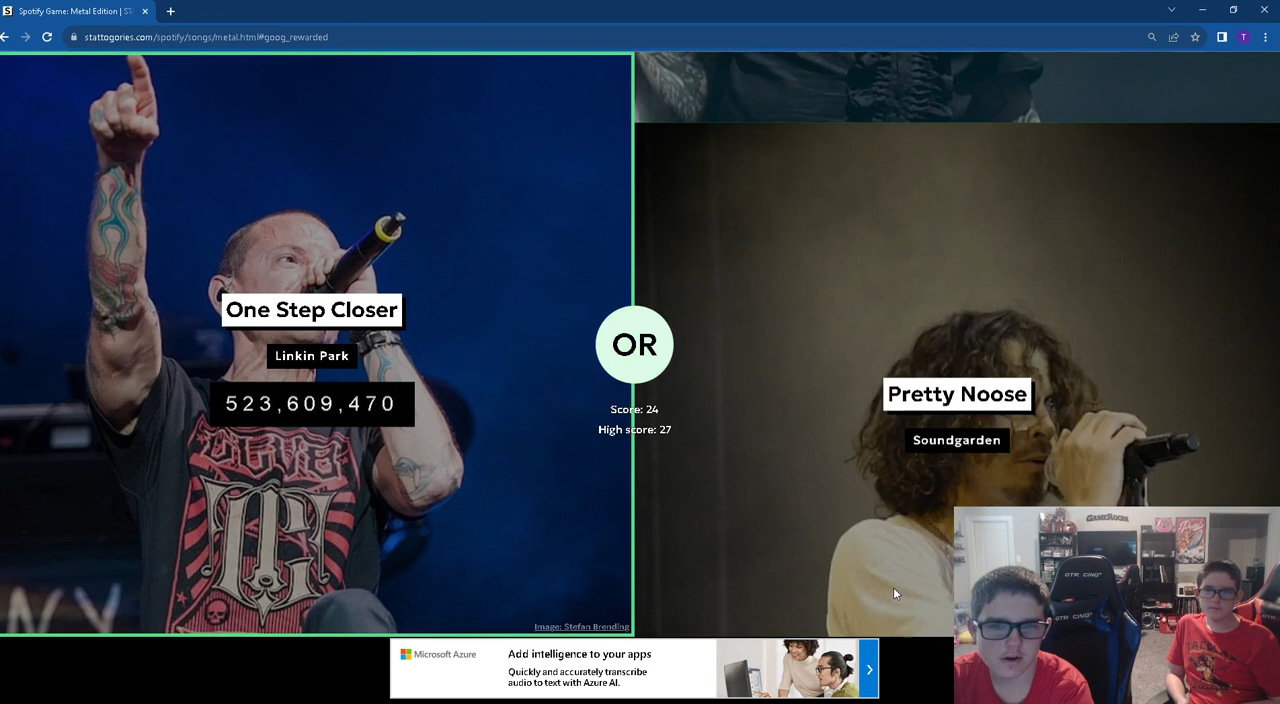 Spotify Game: Metal Edition | ST
stattogories.com/spotify/songs/metal.html#goog_rewarded
T
One Step Closer
Linkin Park
523,609,470
OR
Score: 24
High score: 27
Pretty Noose
Soundgarden
Image: Stefan Brending
Microsoft Azure
Add intelligence to your apps
Quickly and accurately transcribe
audio to text with Azure AI.
GAMEROOM
GTRACING
GTRACING